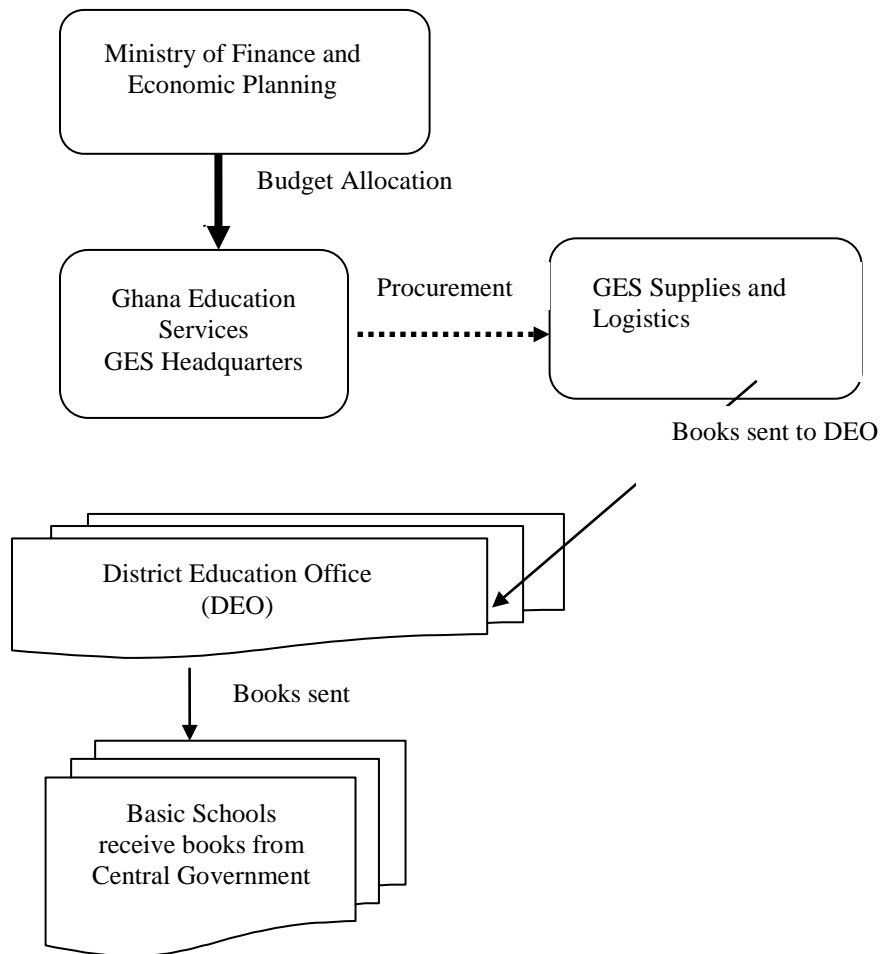 Ministry of Finance and
Economic Planning
Budget Allocation
Ghana Education
Services
GES Headquarters
Procurement
GES Supplies and
Logistics
Books sent to DEO
District Education Office
(DEO)
Books sent
Basic Schools
receive books from
Central Government